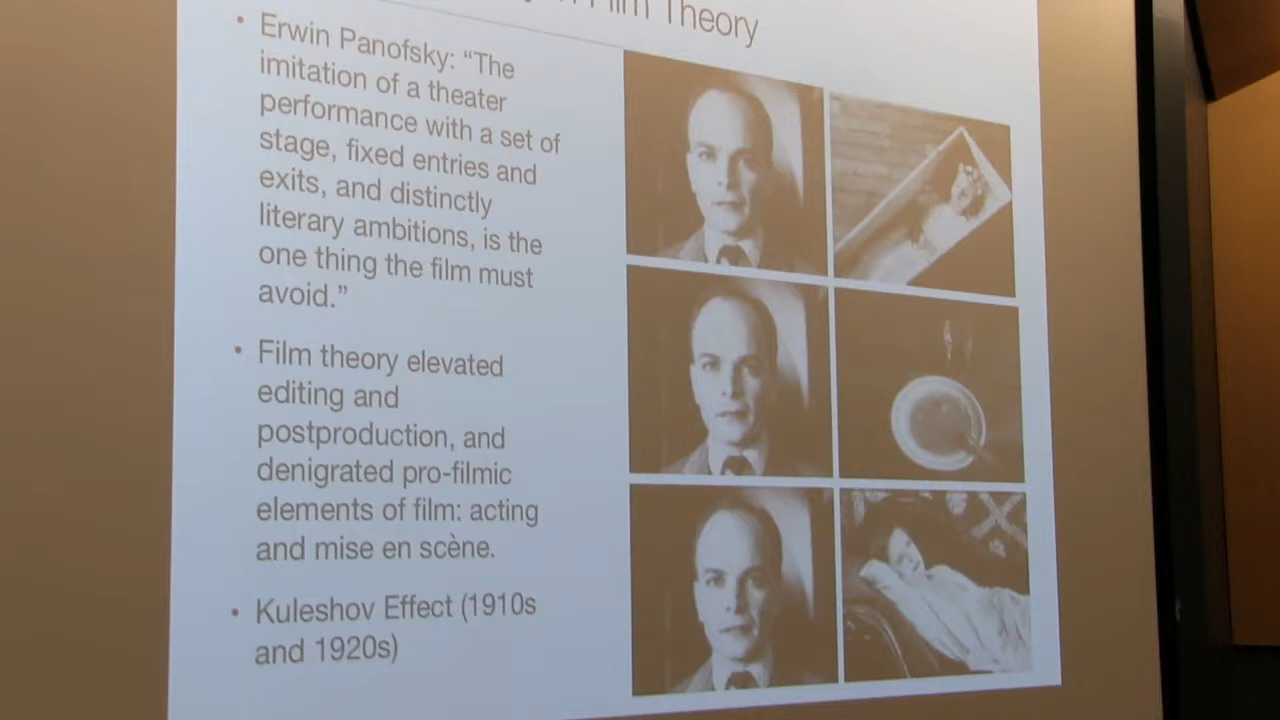 Film Theory
• Erwin Panofsky: “The
imitation of a theater
performance with a set of
stage, fixed entries and
exits, and distinctly
literary ambitions, is the
one thing the film must
avoid.”
• Film theory elevated
editing and
postproduction, and
denigrated pro-filmic
elements of film: acting
and mise en scène.
• Kuleshov Effect (1910s
and 1920s)